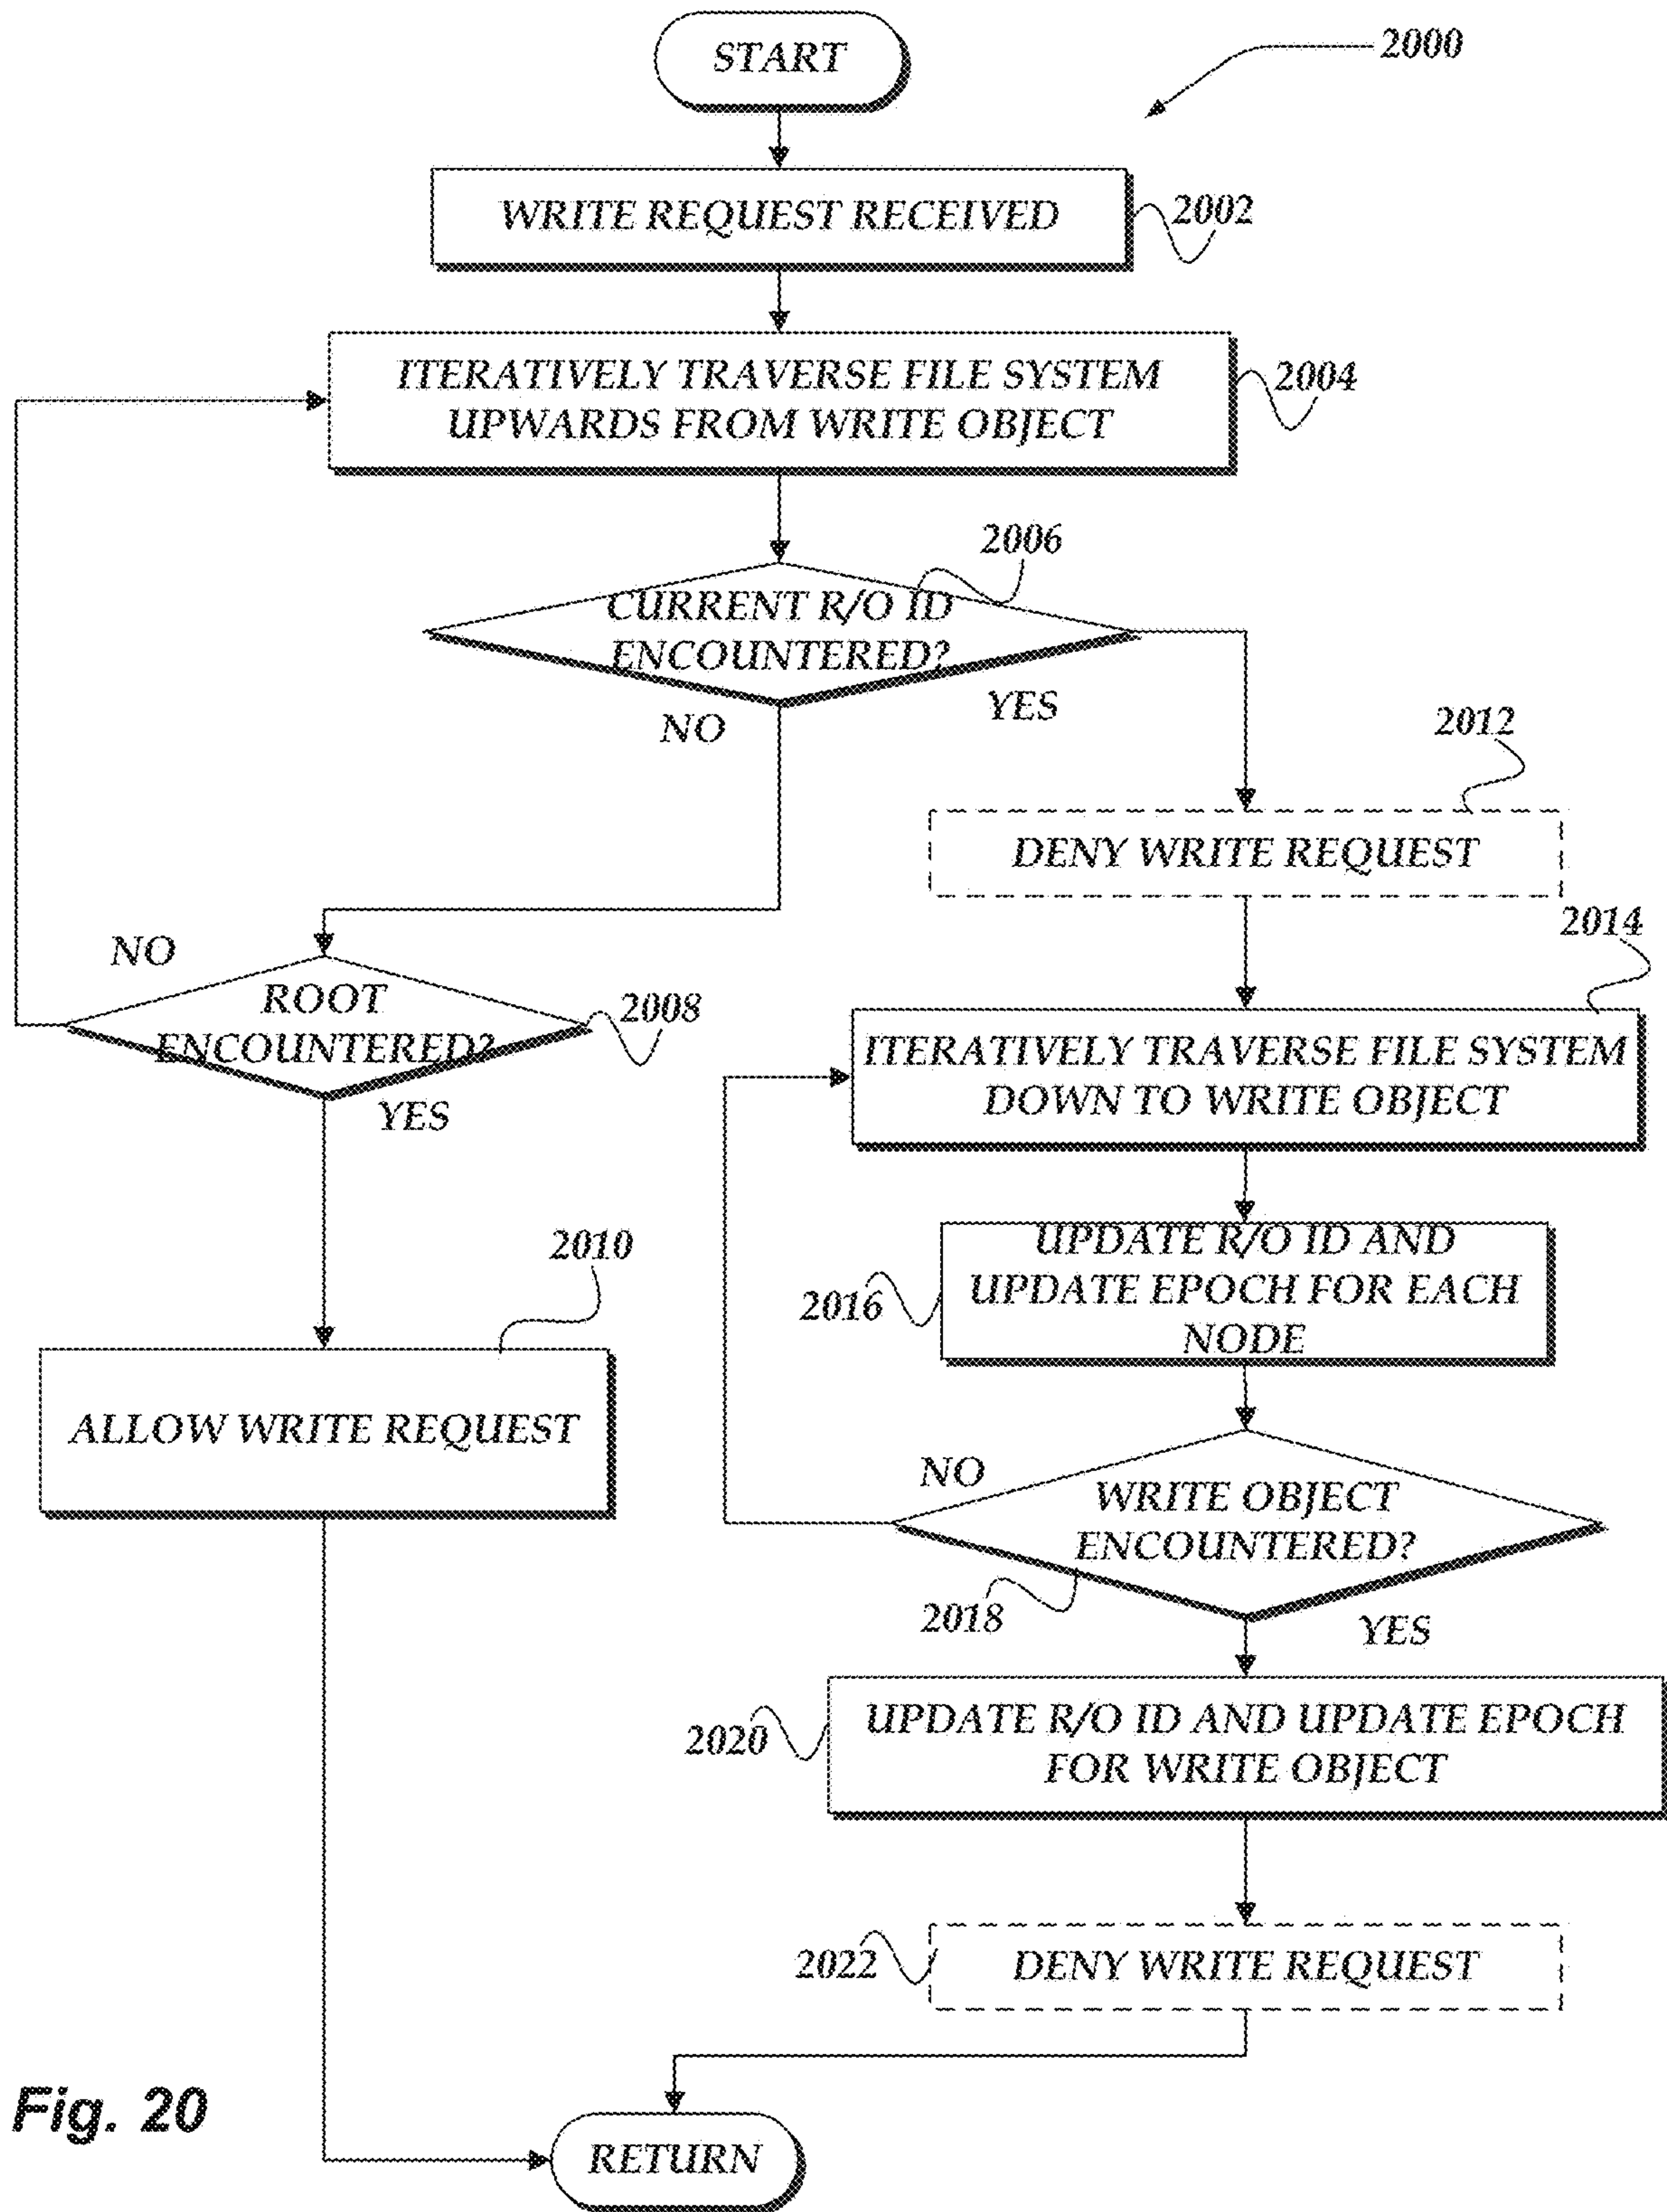 START
2000
WRITE REQUEST RECEIVED
2002
ITERATIVELY TRAVERSE FILE SYSTEM
UPWARDS FROM WRITE OBJECT
2004
2006
CURRENT R/O ID
ENCOUNTERED?
YES
NO
2012
DENY WRITE REQUEST
2014
NO
ROOT
ENCOUNTERED?
2008
YES
ITERATIVELY TRAVERSE FILE SYSTEM
DOWN TO WRITE OBJECT
2010
UPDATE R/O ID AND
UPDATE EPOCH FOR EACH
NODE
2016
ALLOW WRITE REQUEST
NO
WRITE OBJECT
ENCOUNTERED?
2018
YES
UPDATE R/O ID AND UPDATE EPOCH
FOR WRITE OBJECT
2020
2022
DENY WRITE REQUEST
Fig. 20
RETURN